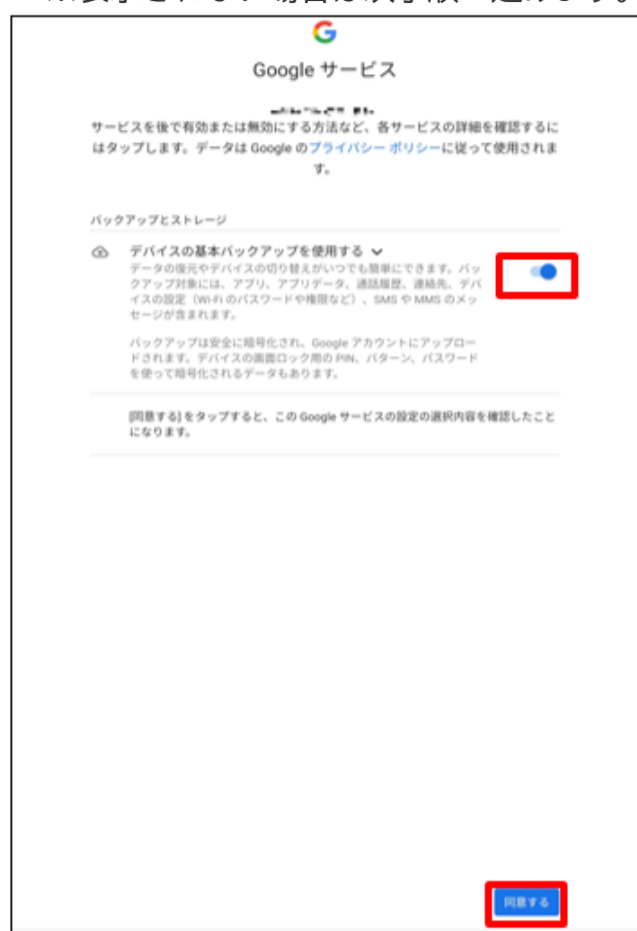 Google サービス
サービスを後で有効または無効にする方法など、各サービスの詳細を確認するに
はタップします。データは Google のプライバシー ポリシーに従って使用されま
す。
バックアップとストレージ
デバイスの基本バックアップを使用する
データの復元やデバイスの切り替えがいつでも簡単にできます。バッ
クアップ対象には、アプリ、アプリデータ、通話履歴、連絡先、デバ
イスの設定（Wi-Fi のパスワードや権限など）、SMS や MMS のメッ
セージが含まれます。
バックアップは安全に暗号化され、Google アカウントにアップロー
ドされます。デバイスの画面ロック用の PIN、パターン、パスワード
を使って暗号化されるデータもあります。
[同意する] をタップすると、この Google サービスの設定の選択内容を確認したこと
になります。
同意する